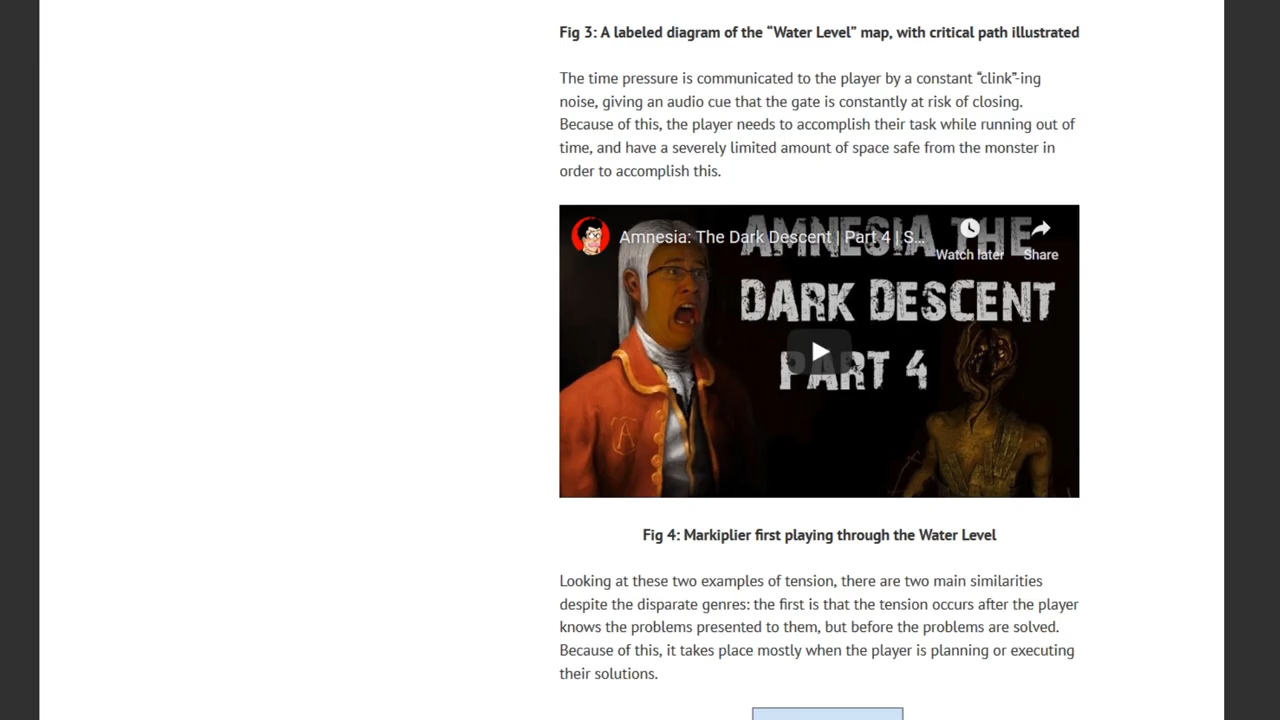 Fig 3: A labeled diagram of the “Water Level” map, with critical path illustrated
The time pressure is communicated to the player by a constant “clink”-ing
noise, giving an audio cue that the gate is constantly at risk of closing.
Because of this, the player needs to accomplish their task while running out of
time, and have a severely limited amount of space safe from the monster in
order to accomplish this.
Amnesia: The Dark Descent | Part 4 | S...
Watch later
Share
AMNESIA THE
DARK DESCENT
PART 4
A
Fig 4: Markiplier first playing through the Water Level
Looking at these two examples of tension, there are two main similarities
despite the disparate genres: the first is that the tension occurs after the player
knows the problems presented to them, but before the problems are solved.
Because of this, it takes place mostly when the player is planning or executing
their solutions.